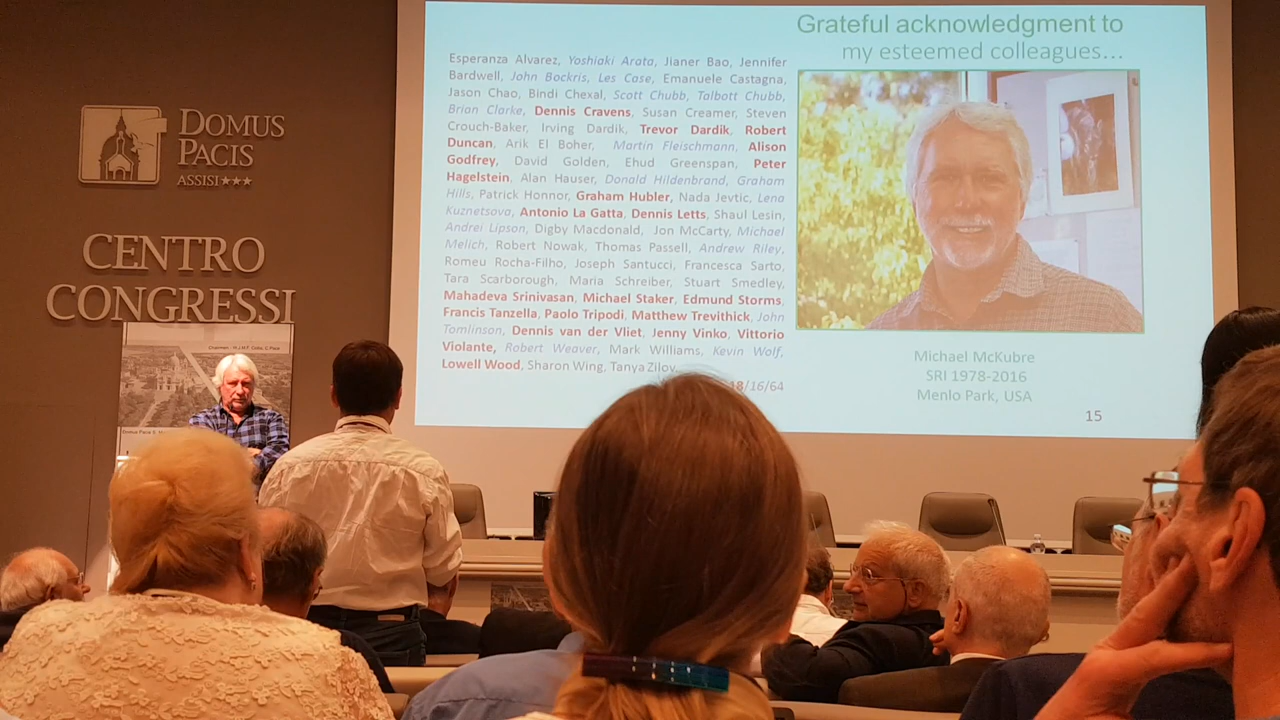 DOMUS
PACIS
ASSISI★★★
CENTRO
CONGRESSI
Grateful acknowledgment to
my esteemed colleagues...
Esperanza Alvarez, Yoshiaki Arata, Jianer Bao, Jennifer
Bardwell, John Bockris, Les Case, Emanuele Castagna,
Jason Chao, Bindi Chexal, Scott Chubb, Talbott Chubb,
Brian Clarke, Dennis Cravens, Susan Creamer, Steven
Crouch-Baker, Irving Dardik, Trevor Dardik, Robert
Duncan, Arik El Boher, Martin Fleischmann, Alison
Godfrey, David Golden, Ehud Greenspan, Peter
Hagelstein, Alan Hauser, Donald Hildenbrand, Graham
Hills, Patrick Honnor, Graham Hubler, Nada Jevtic, Lena
Kuznetsova, Antonio La Gatta, Dennis Letts, Shaul Lesin,
Andrei Lipson, Digby Macdonald, Jon McCarty, Michael
Melich, Robert Nowak, Thomas Passell, Andrew Riley,
Romeu Rocha-Filho, Joseph Santucci, Francesca Sarto,
Tara Scarborough, Maria Schreiber, Stuart Smedley,
Mahadeva Srinivasan, Michael Staker, Edmund Storms,
Francis Tanzella, Paolo Tripodi, Matthew Trevithick, John
Tomlinson, Dennis van der Vliet, Jenny Vinko, Vittorio
Violante, Robert Weaver, Mark Williams, Kevin Wolf,
Lowell Wood, Sharon Wing, Tanya Zilov
18/16/64
Michael McKubre
SRI 1978-2016
Menlo Park, USA
15